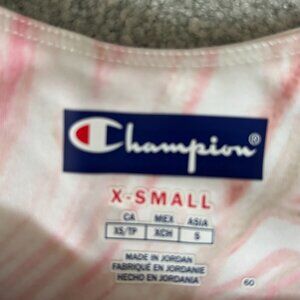 Champion®
X-SMALL
CA MEX ASIA
XS/TP XCH S
MADE IN JORDAN
FABRIQUÉ EN JORDANIE
HECHO EN JORDANIA
60